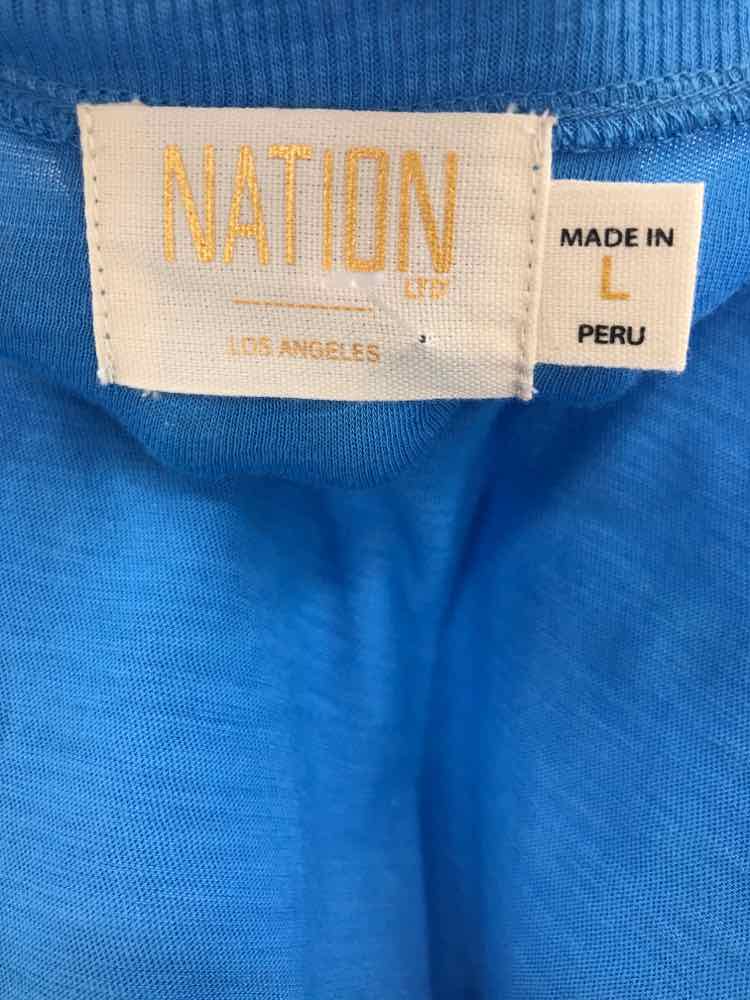 NATION
LTD
LOS ANGELES
MADE IN
L
PERU